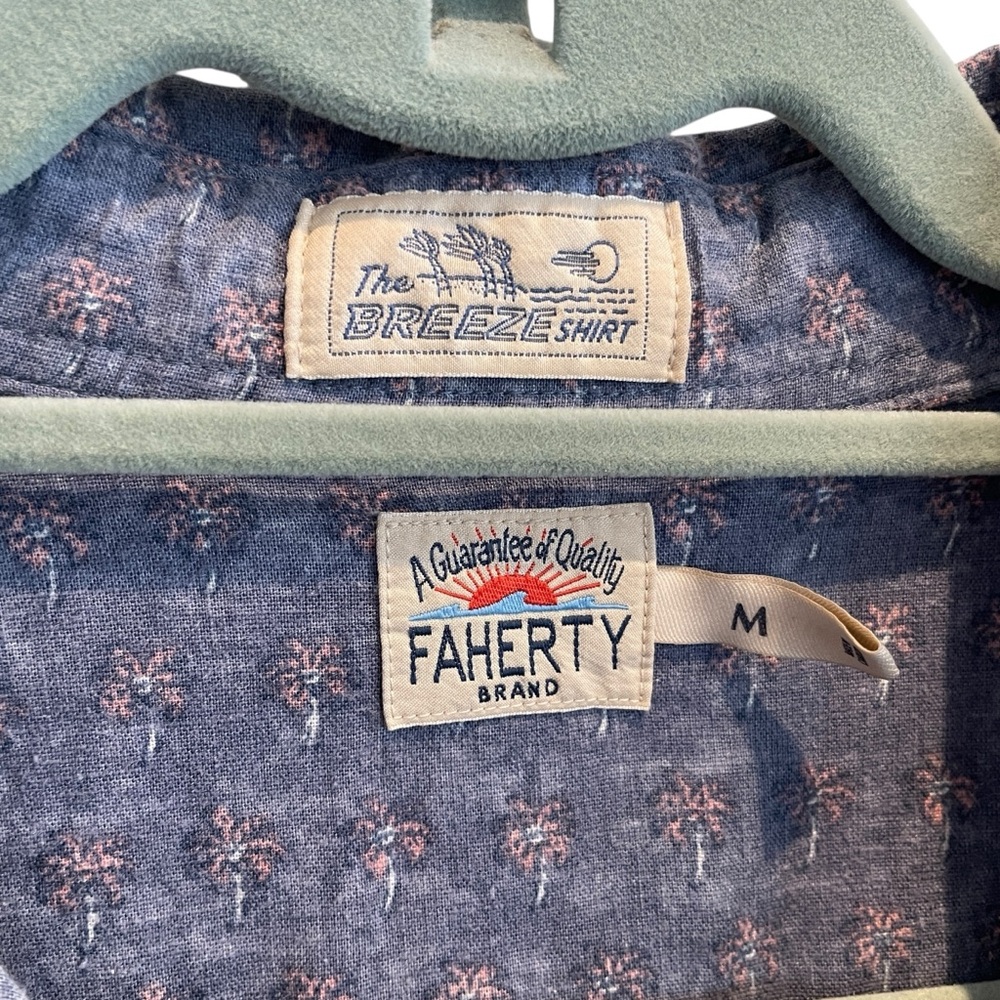 The
BREEZE SHIRT
A Guarantee of Quality
FAHERTY
BRAND
M